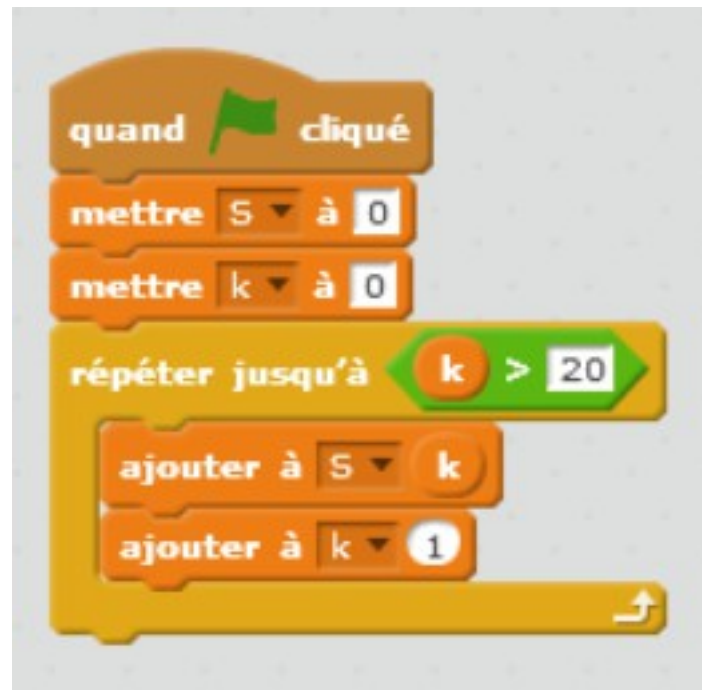 quand cliqué
mettre S à 0
mettre k à 0
répéter jusqu'à k > 20
ajouter à S k
ajouter à k 1